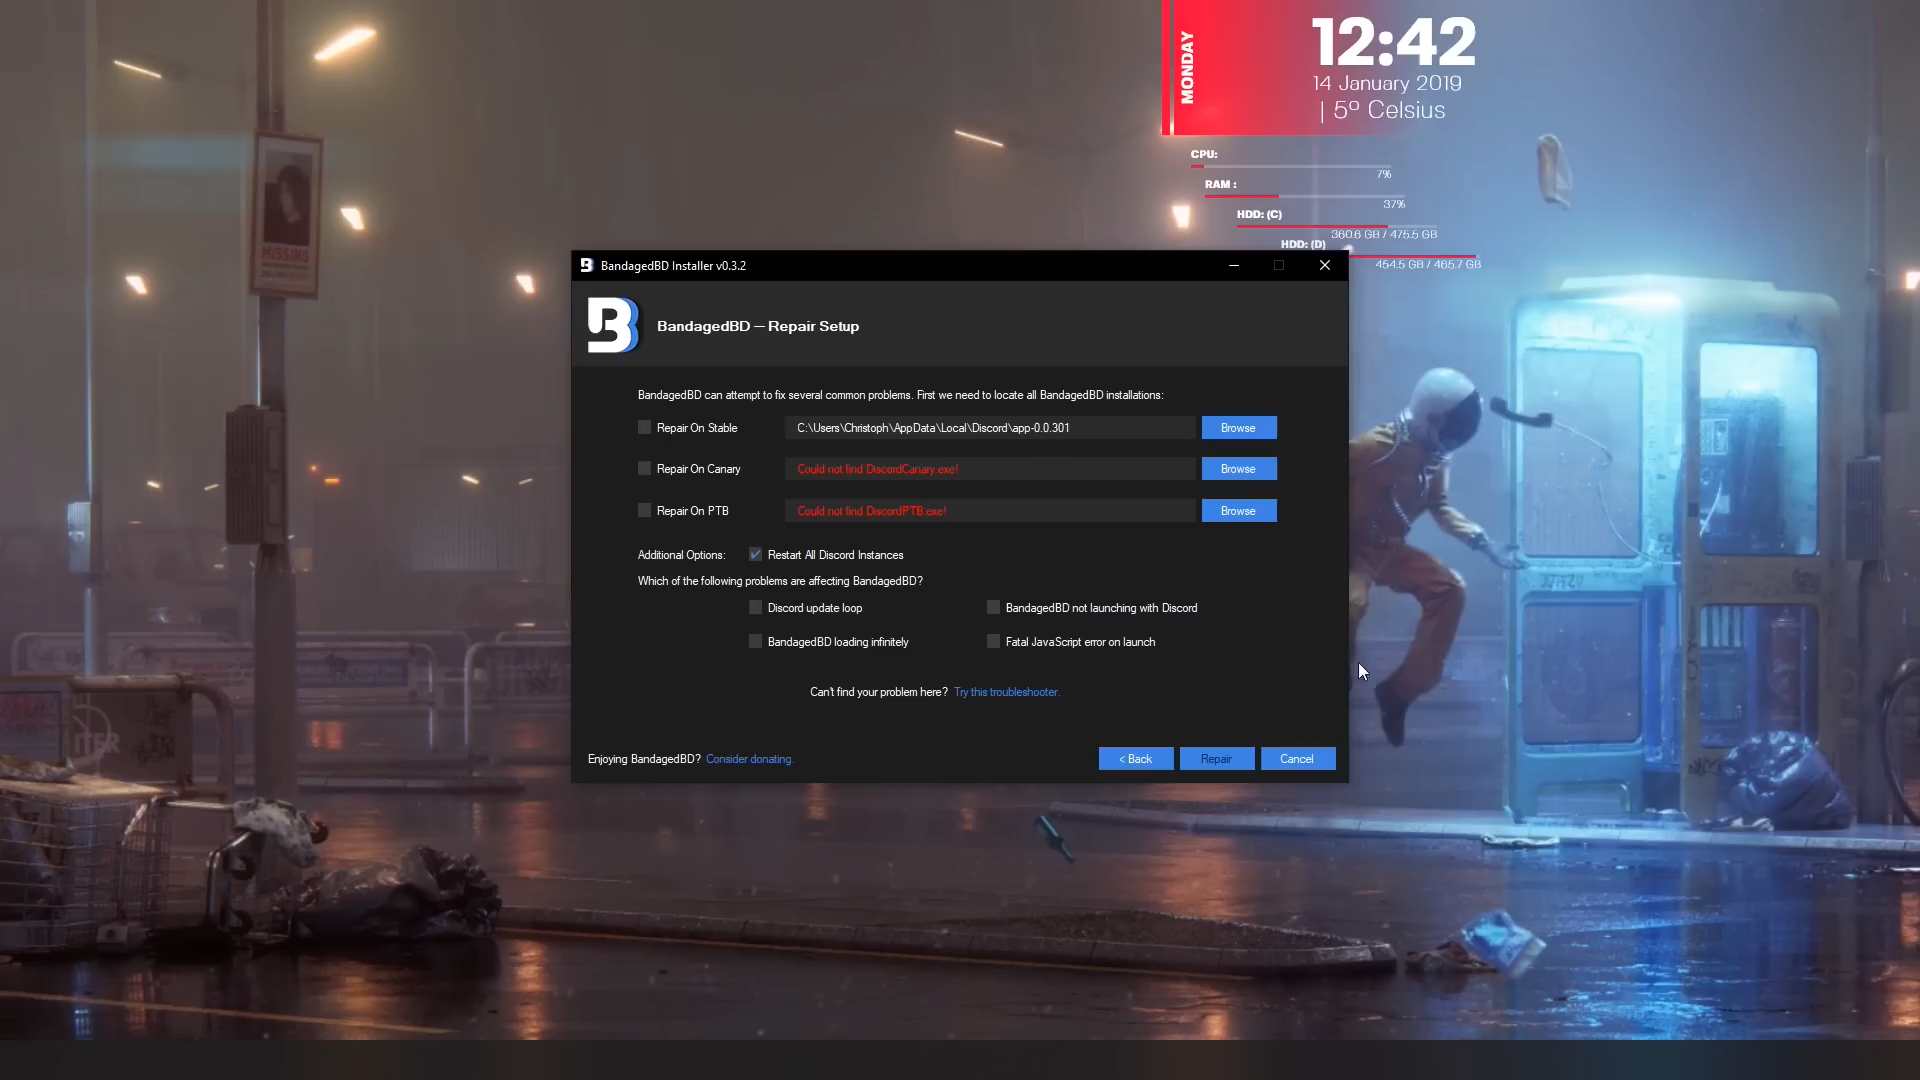 MONDAY
12:42
14 January 2019
| 5º Celsius
CPU:
7%
RAM :
37%
HDD: (C)
360.6 GB / 475.5 GB
HDD: (D)
454.5 GB / 465.7 GB
MISSING
BandagedBD Installer v0.3.2
BandagedBD — Repair Setup
BandagedBD can attempt to fix several common problems. First we need to locate all BandagedBD installations:
Repair On Stable C:\Users\Christoph\AppData\Local\Discord\app-0.0.301 Browse
Repair On Canary Could not find DiscordCanary.exe! Browse
Repair On PTB Could not find DiscordPTB.exe! Browse
Additional Options: Restart All Discord Instances
Which of the following problems are affecting BandagedBD?
Discord update loop BandagedBD not launching with Discord
BandagedBD loading infinitely Fatal JavaScript error on launch
Can't find your problem here? Try this troubleshooter.
Enjoying BandagedBD? Consider donating. < Back Repair Cancel